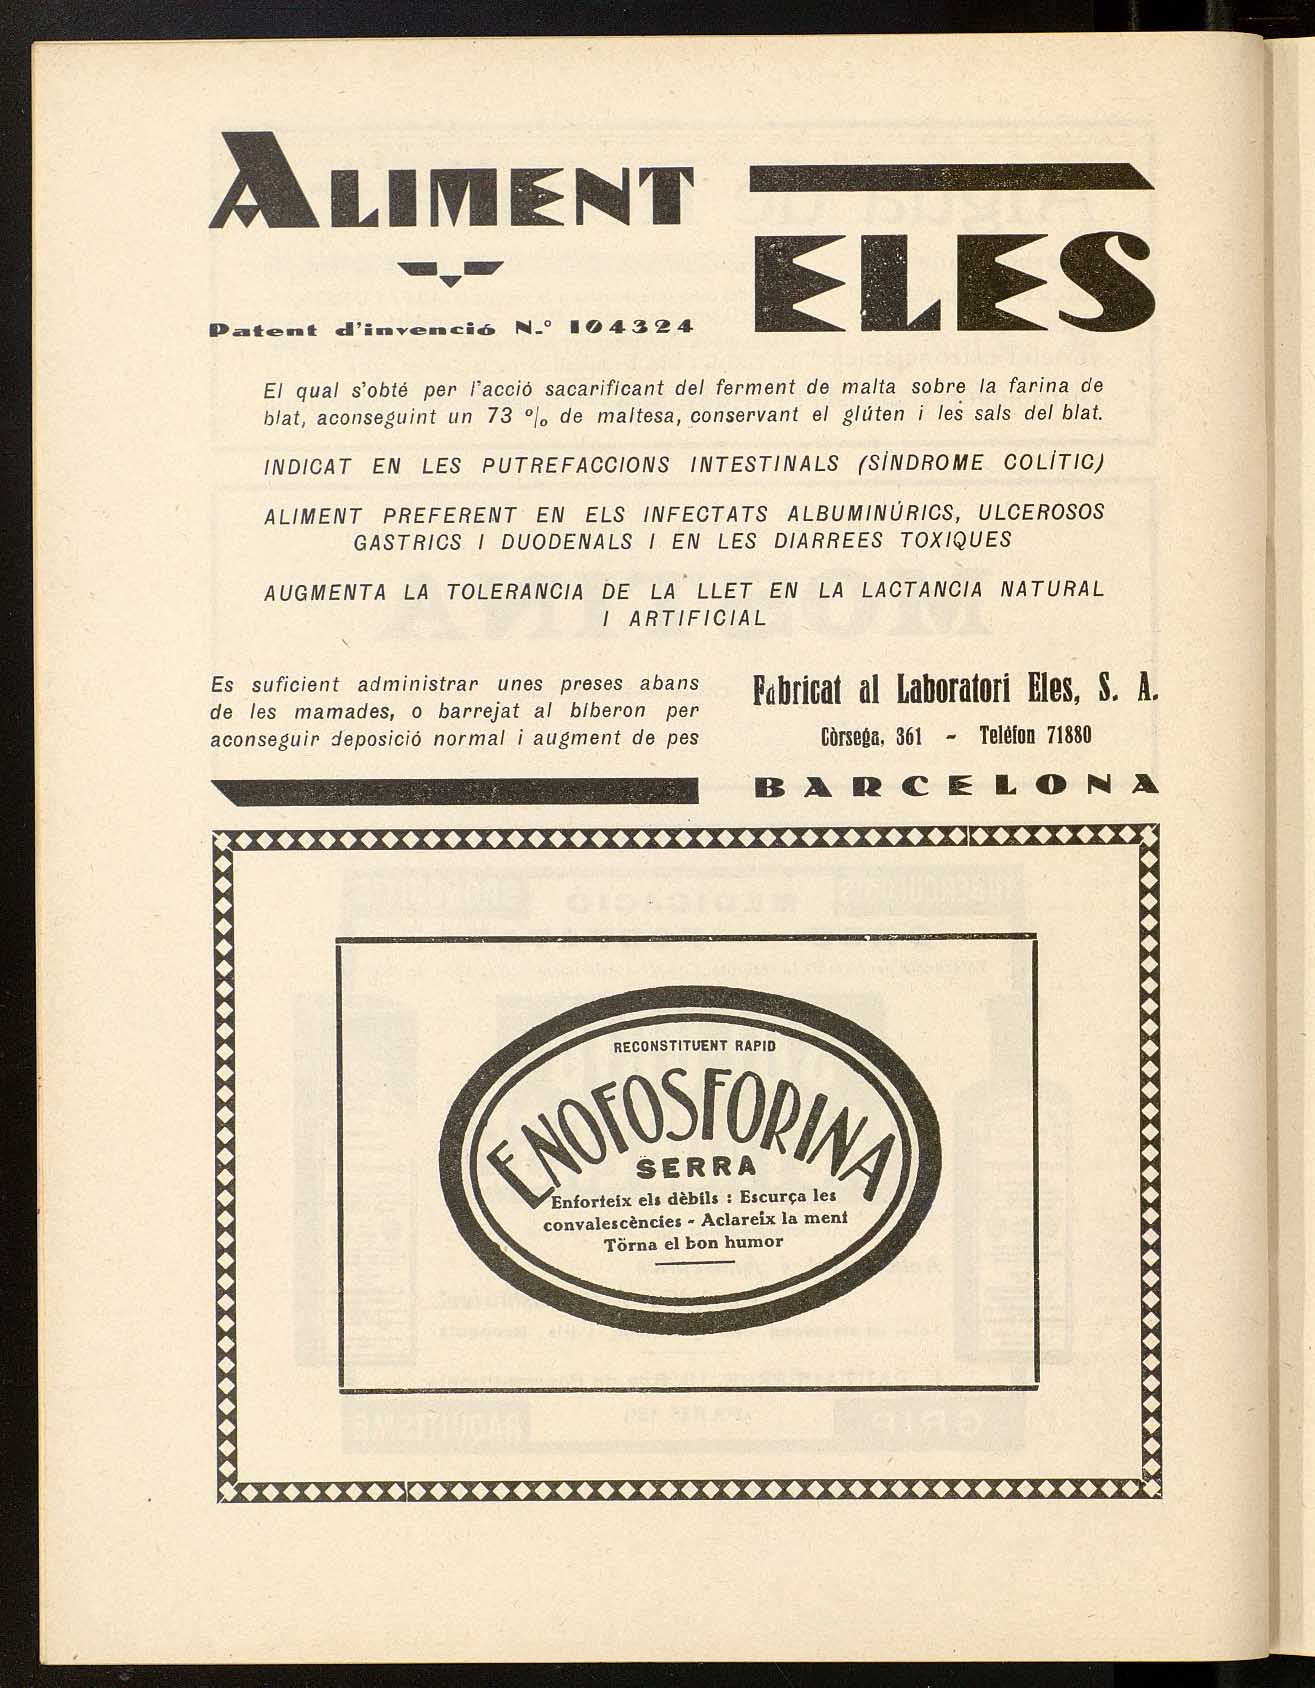 ALIMENT
ELES
Patent d'invenció N.º 104324
El qual s'obté per l'acció sacarificant del ferment de malta sobre la farina de
blat, aconseguint un 73 % de maltesa, conservant el glúten i les sals del blat.
INDICAT EN LES PUTREFACCIONS INTESTINALS (SÍNDROME COLÍTIC)
ALIMENT PREFERENT EN ELS INFECTATS ALBUMINÚRICS, ULCEROSOS
GASTRICS I DUODENALS I EN LES DIARREES TOXIQUES
AUGMENTA LA TOLERANCIA DE LA LLET EN LA LACTANCIA NATURAL
I ARTIFICIAL
Es suficient administrar unes preses abans
de les mamades, o barrejat al biberon per
aconseguir deposició normal i augment de pes
Fabricat al Laboratori Eles, S. A.
Còrsega, 361 - Telèfon 71880
BARCELONA
RECONSTITUENT RAPID
ENOFOSFORINA
SERRA
Enforteix els dèbils : Escurça les
convalescències - Aclareix la ment
Törna el bon humor